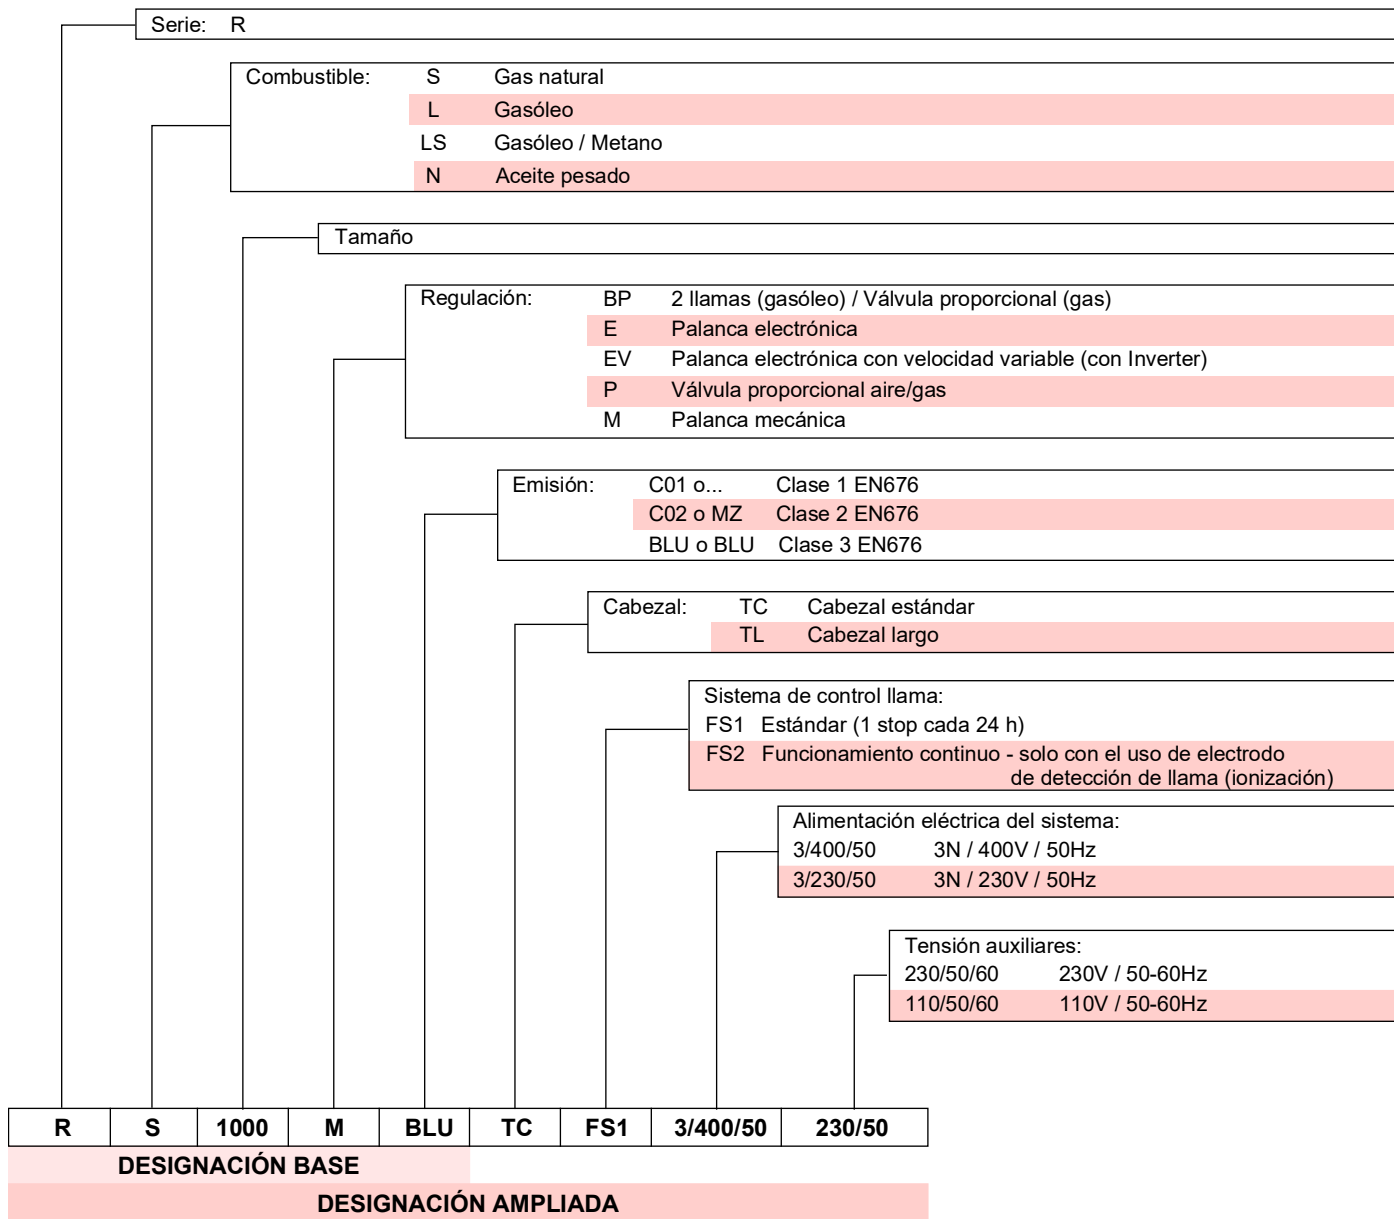 Serie: R
Combustible: S Gas natural
L Gasóleo
LS Gasóleo / Metano
N Aceite pesado
Tamaño
Regulación: BP 2 llamas (gasóleo) / Válvula proporcional (gas)
E Palanca electrónica
EV Palanca electrónica con velocidad variable (con Inverter)
P Válvula proporcional aire/gas
M Palanca mecánica
Emisión: C01 o... Clase 1 EN676
C02 o MZ Clase 2 EN676
BLU o BLU Clase 3 EN676
Cabezal: TC Cabezal estándar
TL Cabezal largo
Sistema de control llama:
FS1 Estándar (1 stop cada 24 h)
FS2 Funcionamiento continuo - solo con el uso de electrodo
de detección de llama (ionización)
Alimentación eléctrica del sistema:
3/400/50 3N / 400V / 50Hz
3/230/50 3N / 230V / 50Hz
Tensión auxiliares:
230/50/60 230V / 50-60Hz
110/50/60 110V / 50-60Hz
R S 1000 M BLU TC FS1 3/400/50 230/50
DESIGNACIÓN BASE
DESIGNACIÓN AMPLIADA